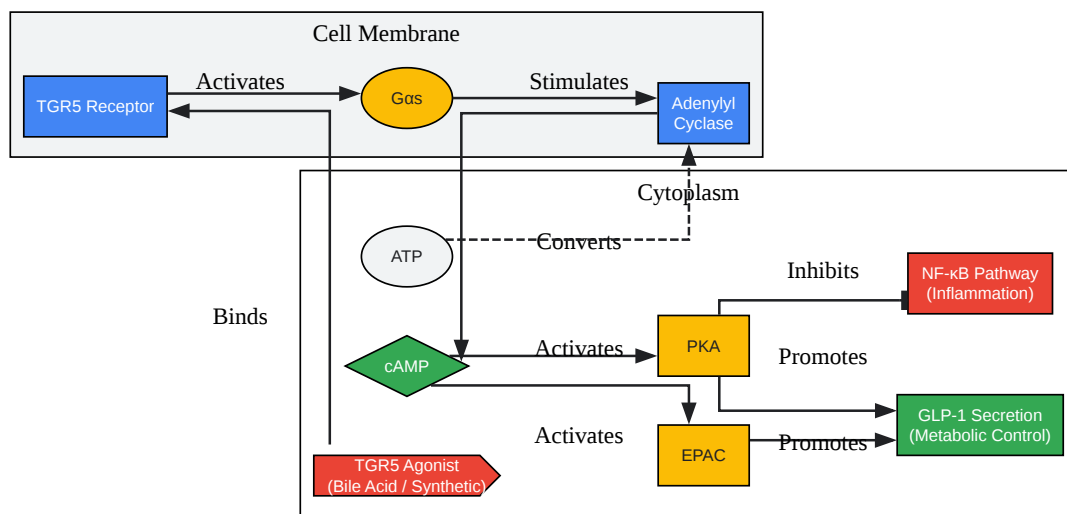 Cell Membrane
Activates
Stimulates
TGR5 Receptor
Gαs
Adenylyl
Cyclase
Cytoplasm
ATP
Converts
Inhibits
NF-κB Pathway
(Inflammation)
Binds
cAMP
Activates
PKA
Promotes
GLP-1 Secretion
(Metabolic Control)
Activates
EPAC
Promotes
TGR5 Agonist
(Bile Acid / Synthetic)